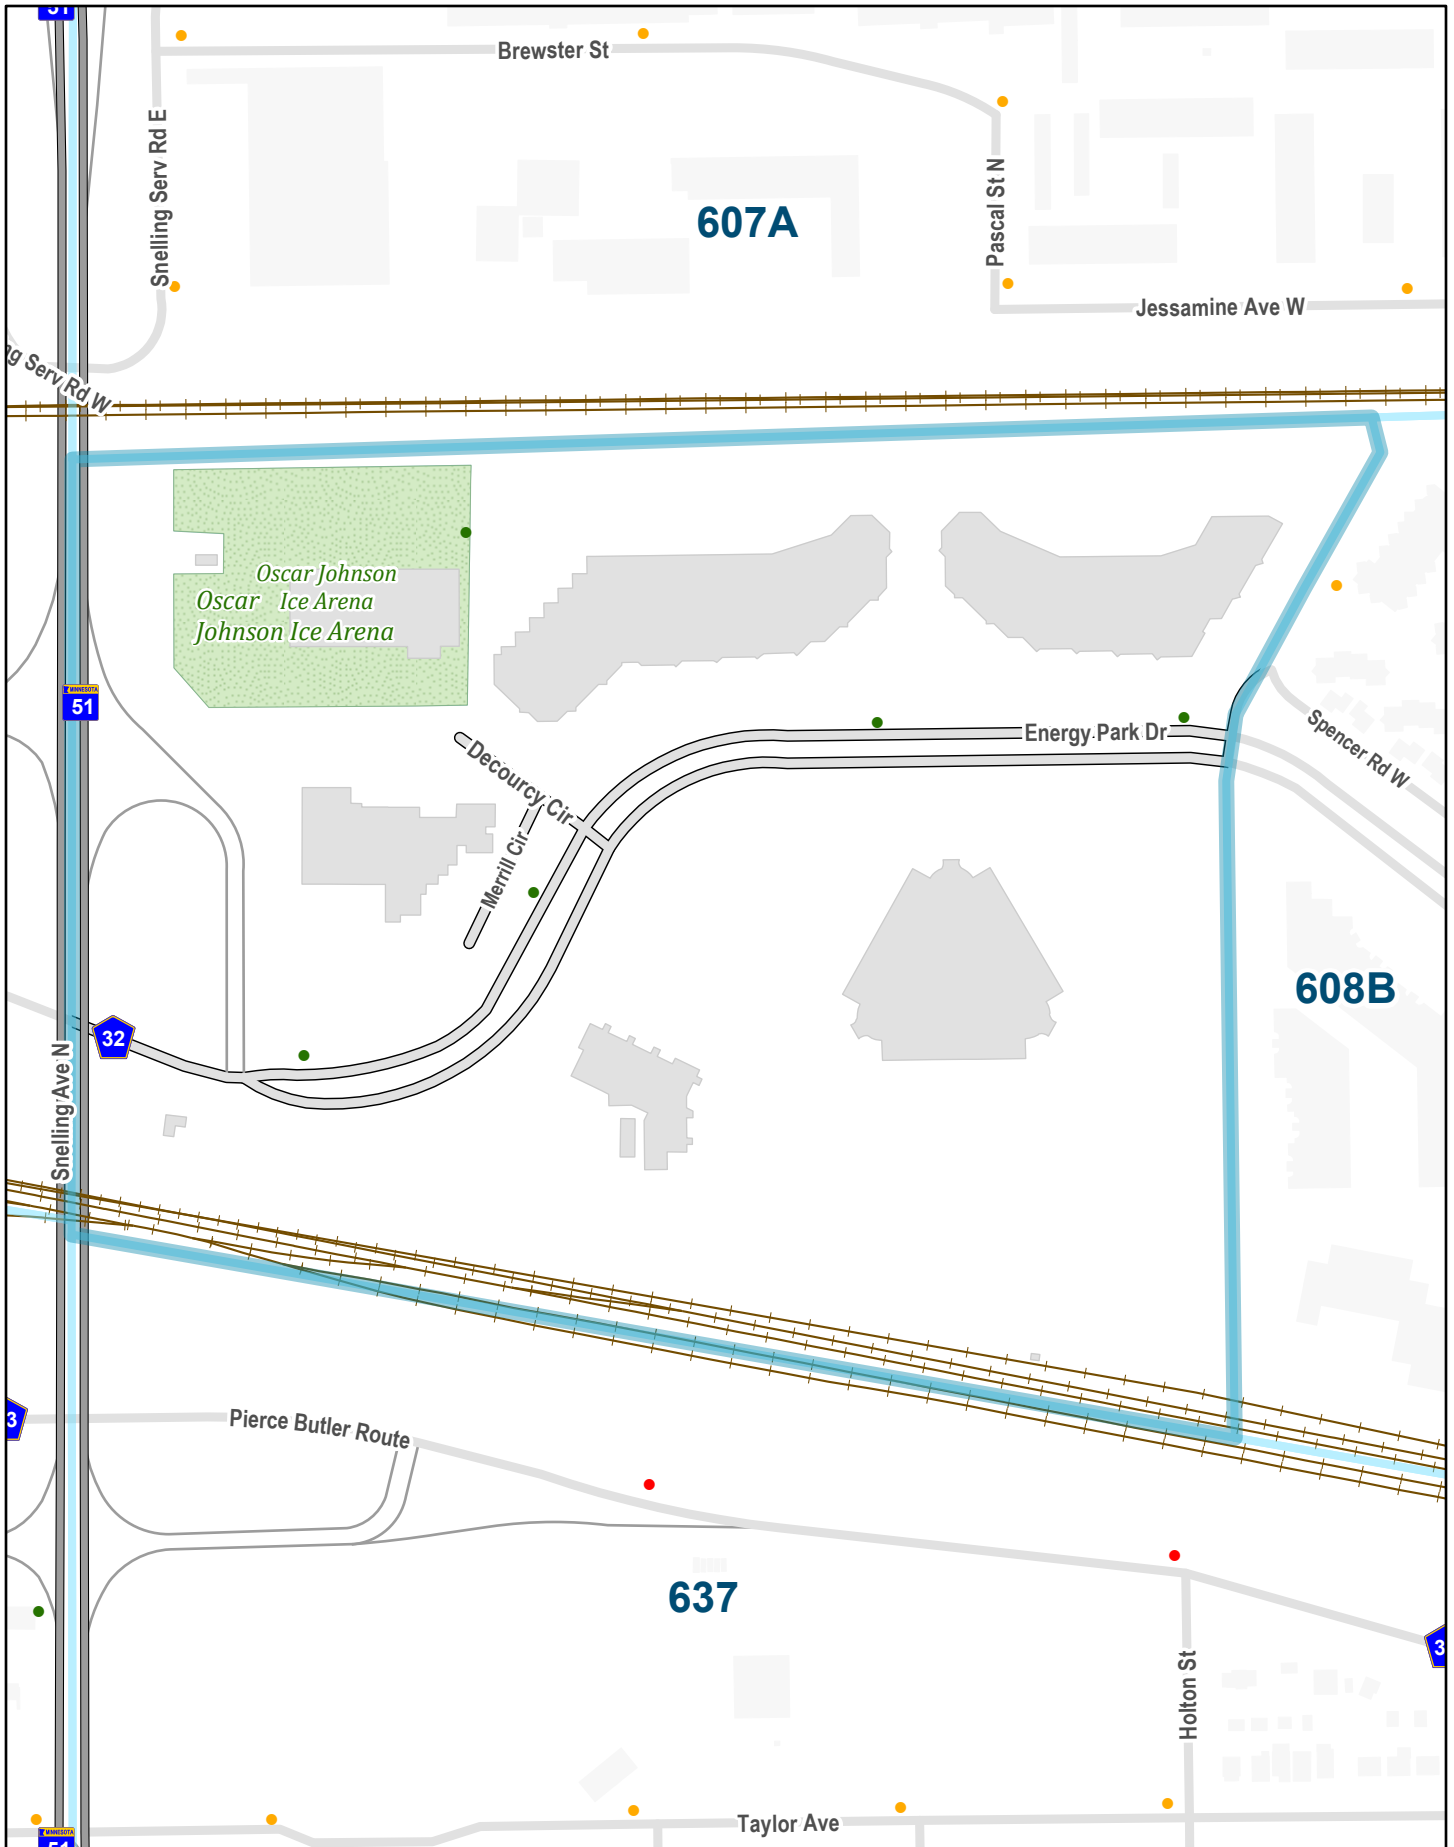 51
Brewster St
Snelling Serv Rd E
Pascal St N
607A
Jessamine Ave W
Serv Rd W
Oscar Johnson
Ice Arena
Oscar
Johnson Ice Arena
MINNESOTA
51
Energy Park Dr
Spencer Rd W
Decourcy Cir
Merrill Cir
608B
32
Snelling Ave N
3
Pierce Butler Route
637
3
Holton St
Taylor Ave
MINNESOTA
51